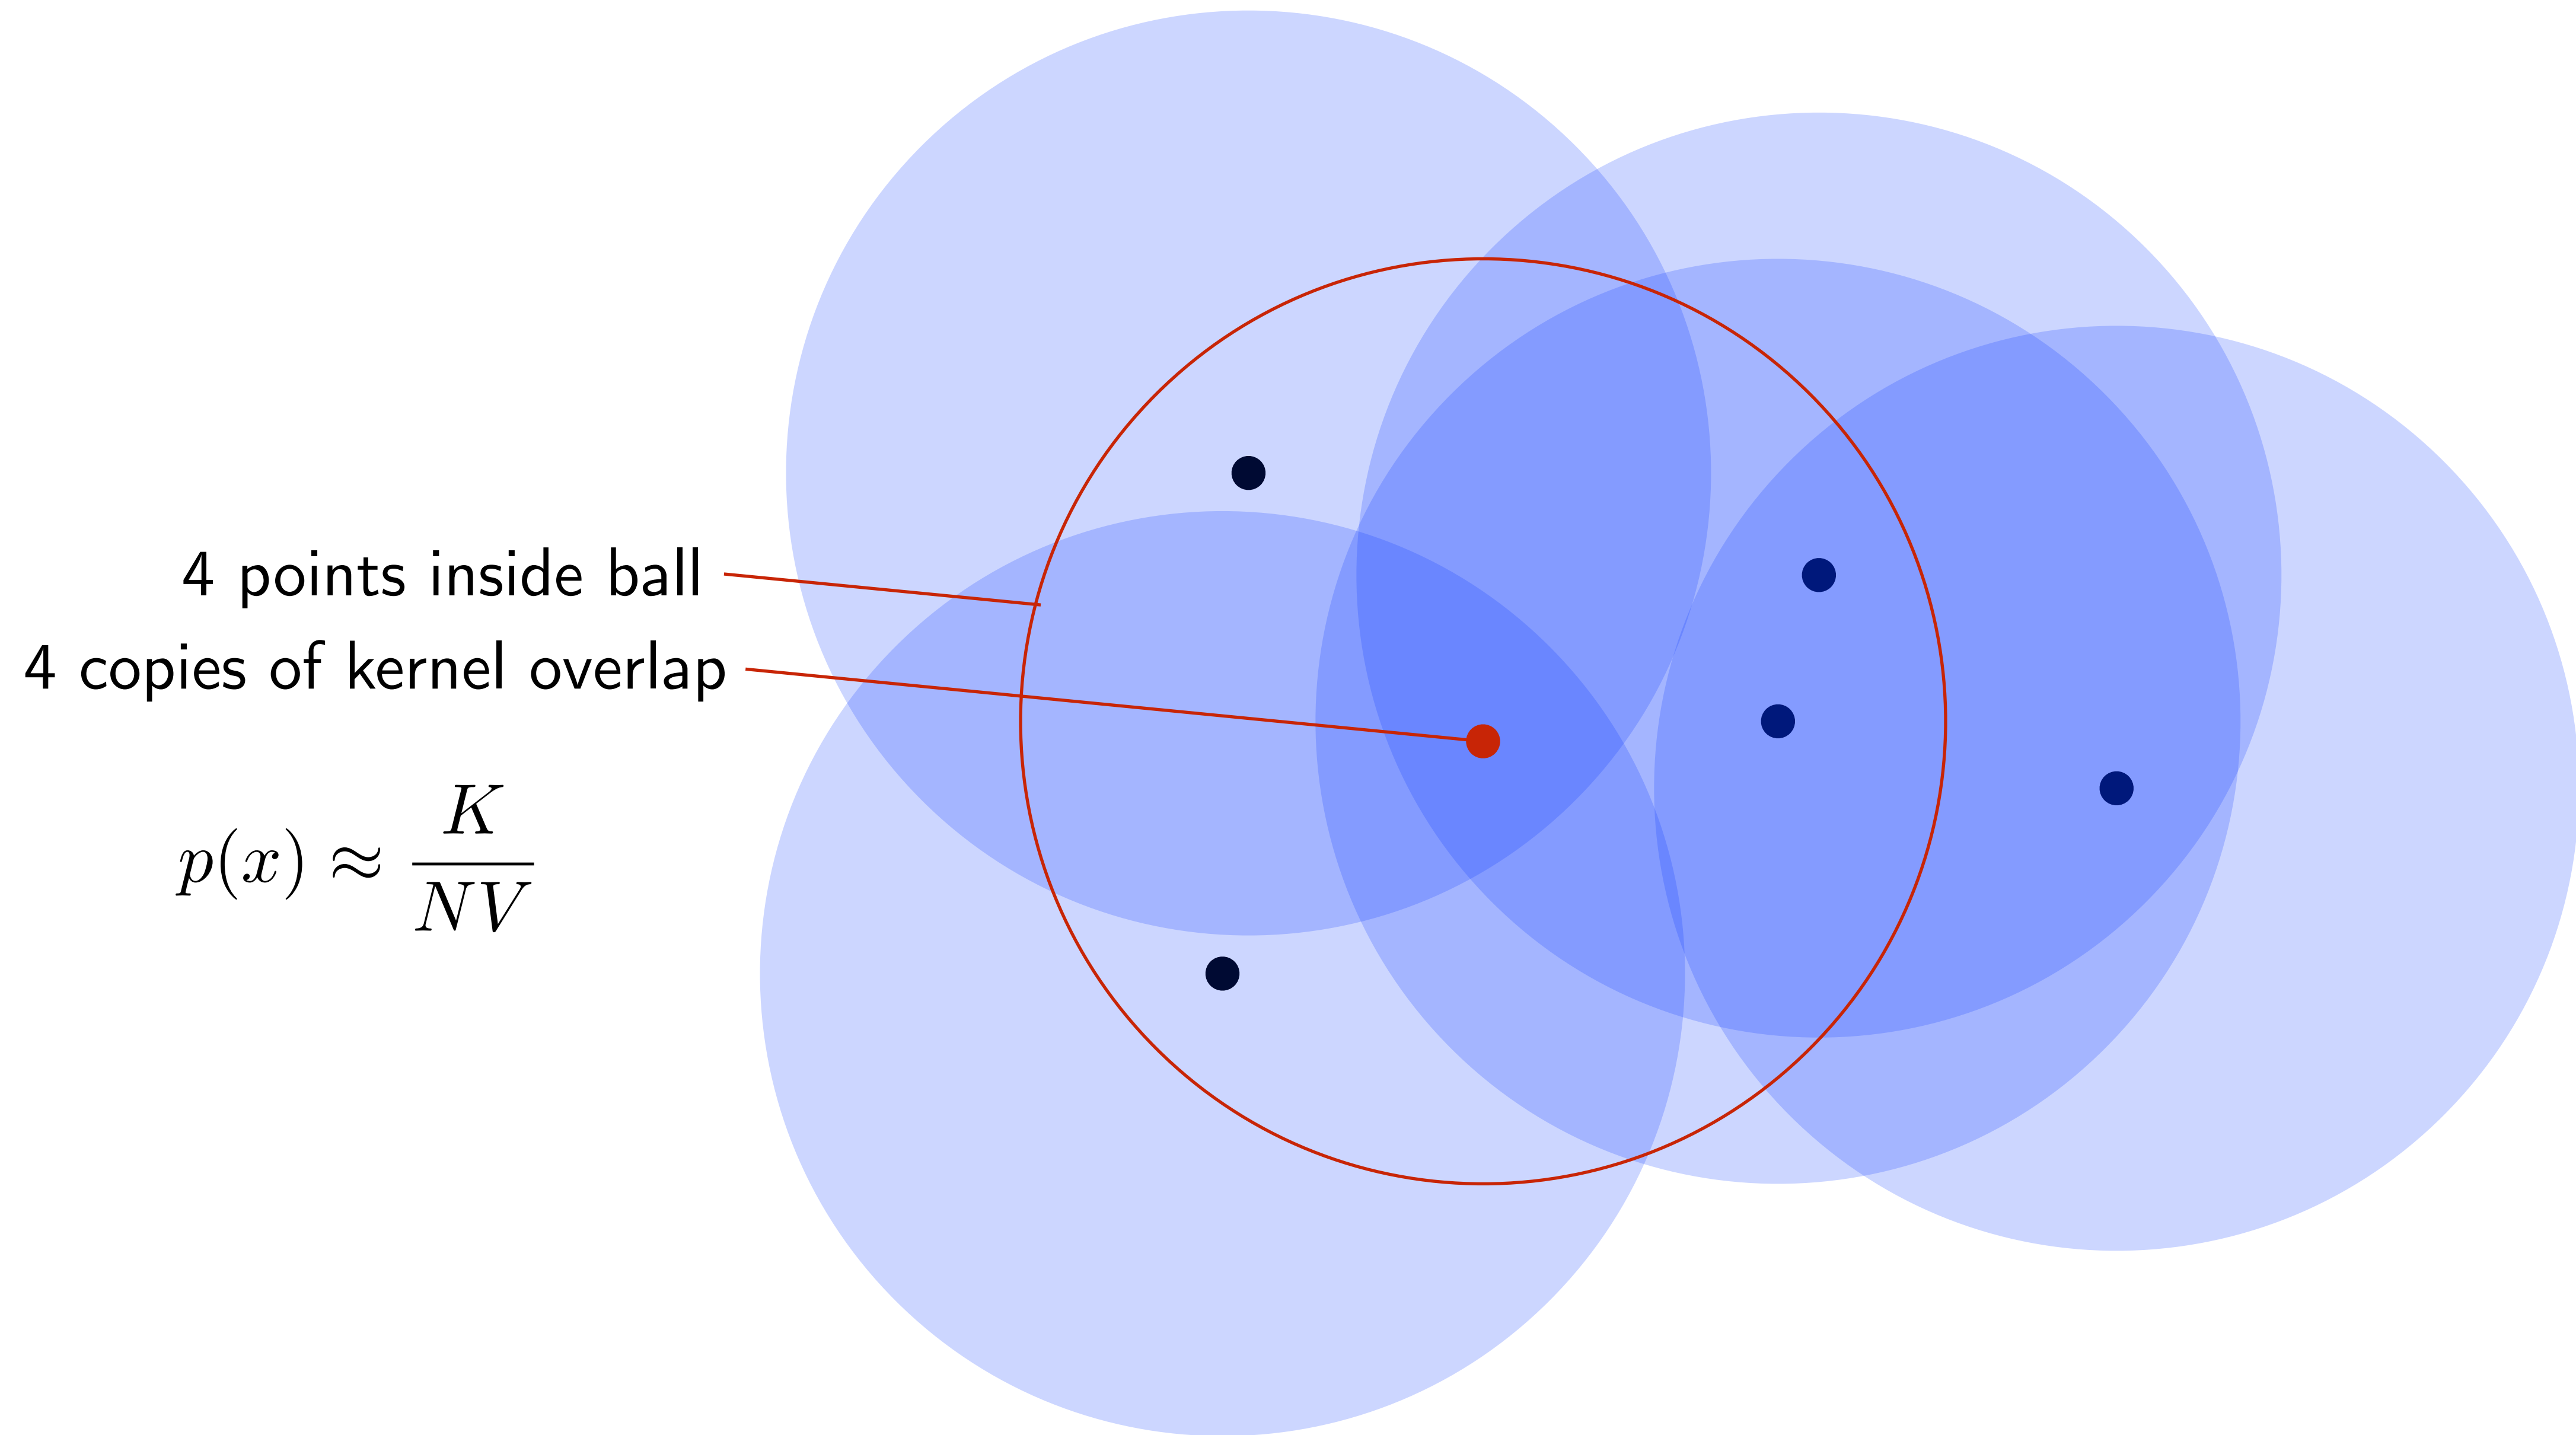 4 points inside ball
4 copies of kernel overlap
p(x) ≈ K/NV